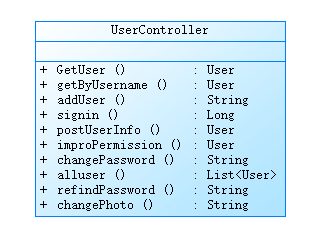 UserController
+ GetUser () : User
+ getByUsername () : User
+ addUser () : String
+ signin () : Long
+ postUserInfo () : User
+ improPermission () : User
+ changePassword () : String
+ alluser () : List<User>
+ refindPassword () : String
+ changePhoto () : String